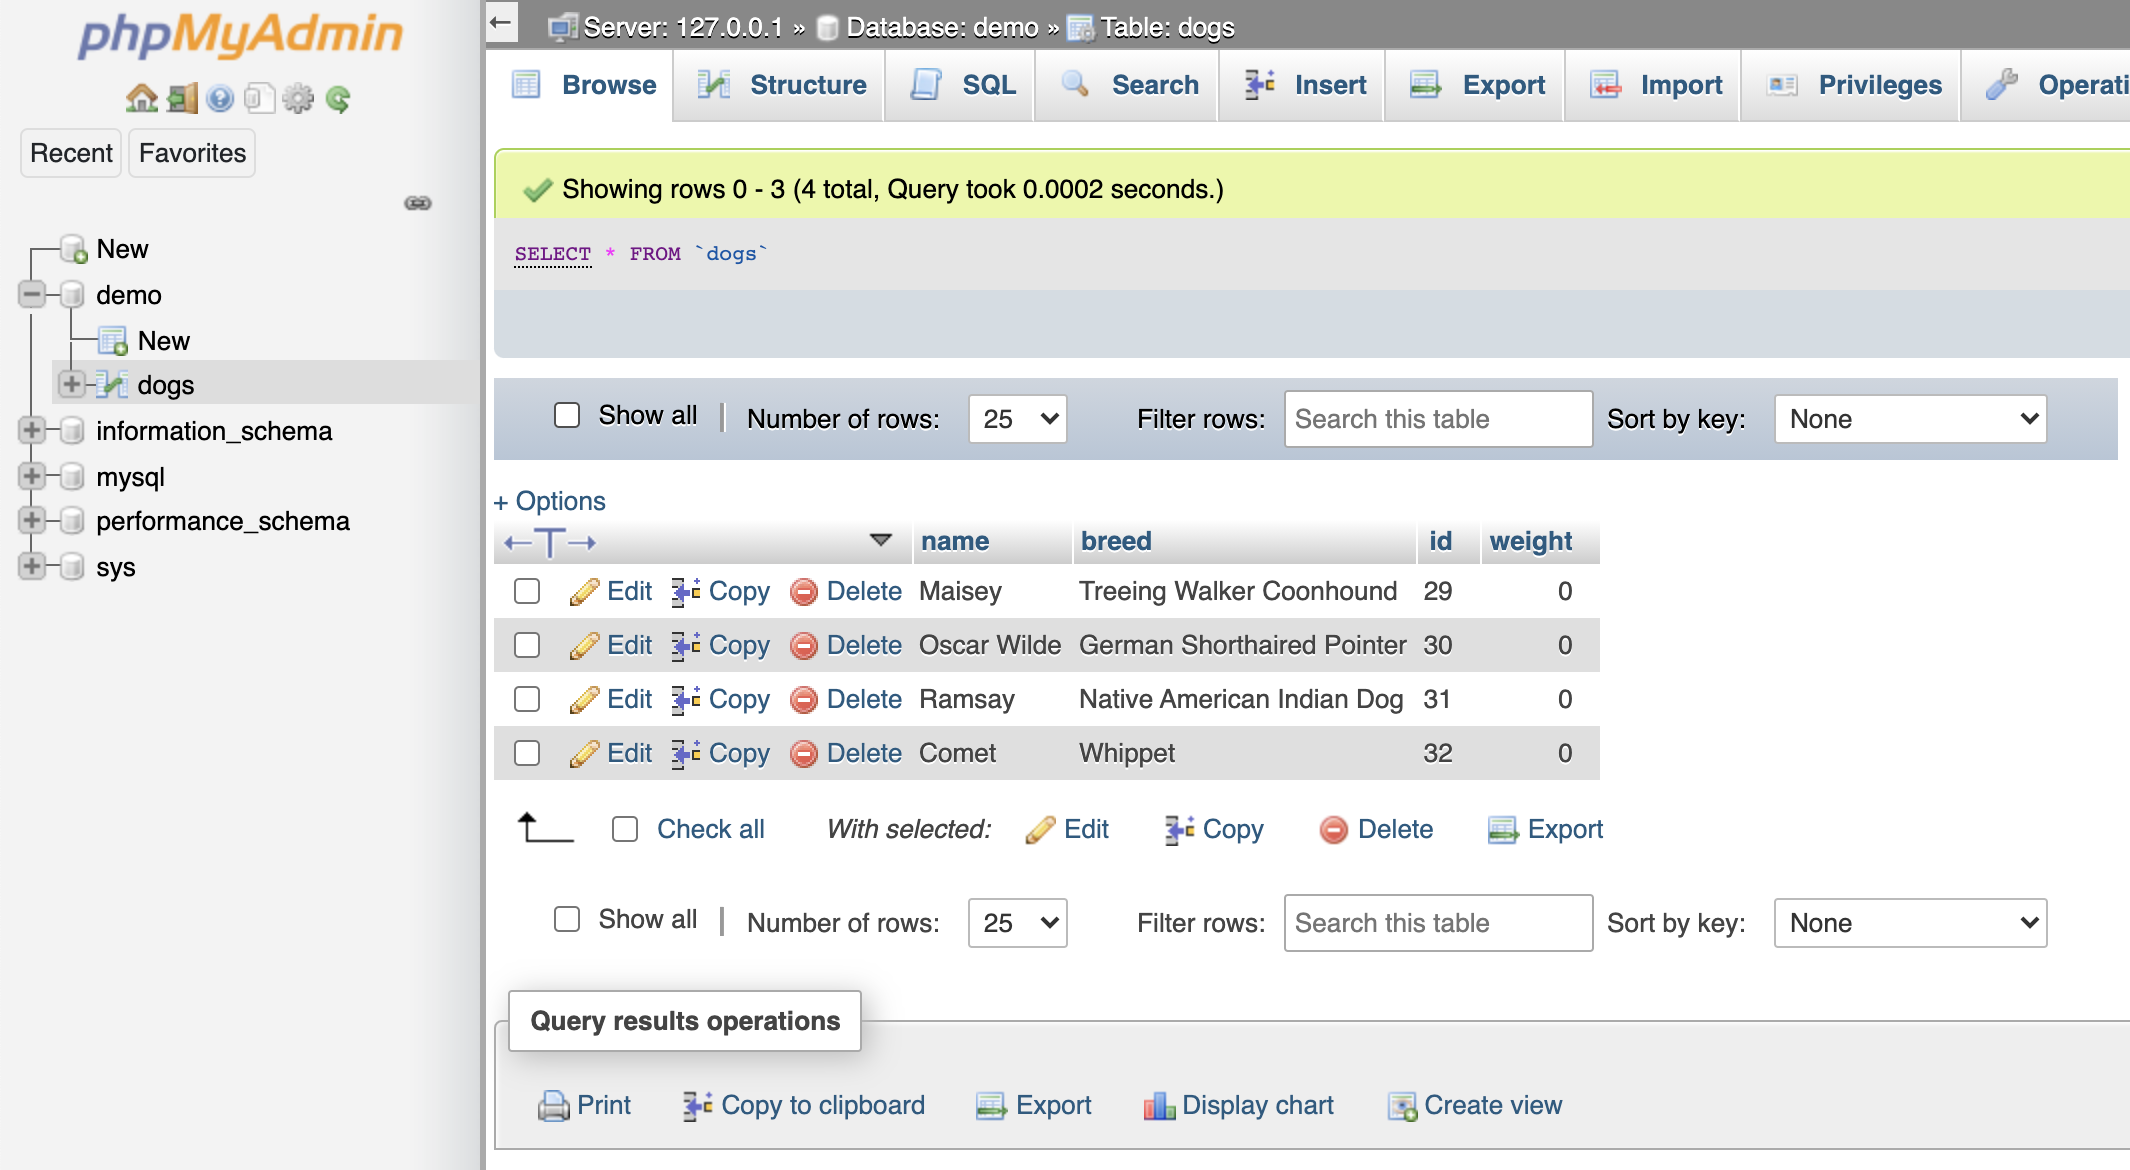 phpMyAdmin
Recent Favorites
New
demo
New
dogs
information_schema
mysql
performance_schema
sys
Server: 127.0.0.1 » Database: demo » Table: dogs
Browse Structure SQL Search Insert Export Import Privileges Operati
Showing rows 0 - 3 (4 total, Query took 0.0002 seconds.)
SELECT * FROM `dogs`
Show all | Number of rows: 25 Filter rows: Search this table Sort by key: None
+ Options
←T→ name breed id weight
Edit Copy Delete Maisey Treeing Walker Coonhound 29 0
Edit Copy Delete Oscar Wilde German Shorthaired Pointer 30 0
Edit Copy Delete Ramsay Native American Indian Dog 31 0
Edit Copy Delete Comet Whippet 32 0
Check all With selected: Edit Copy Delete Export
Show all | Number of rows: 25 Filter rows: Search this table Sort by key: None
Query results operations
Print Copy to clipboard Export Display chart Create view